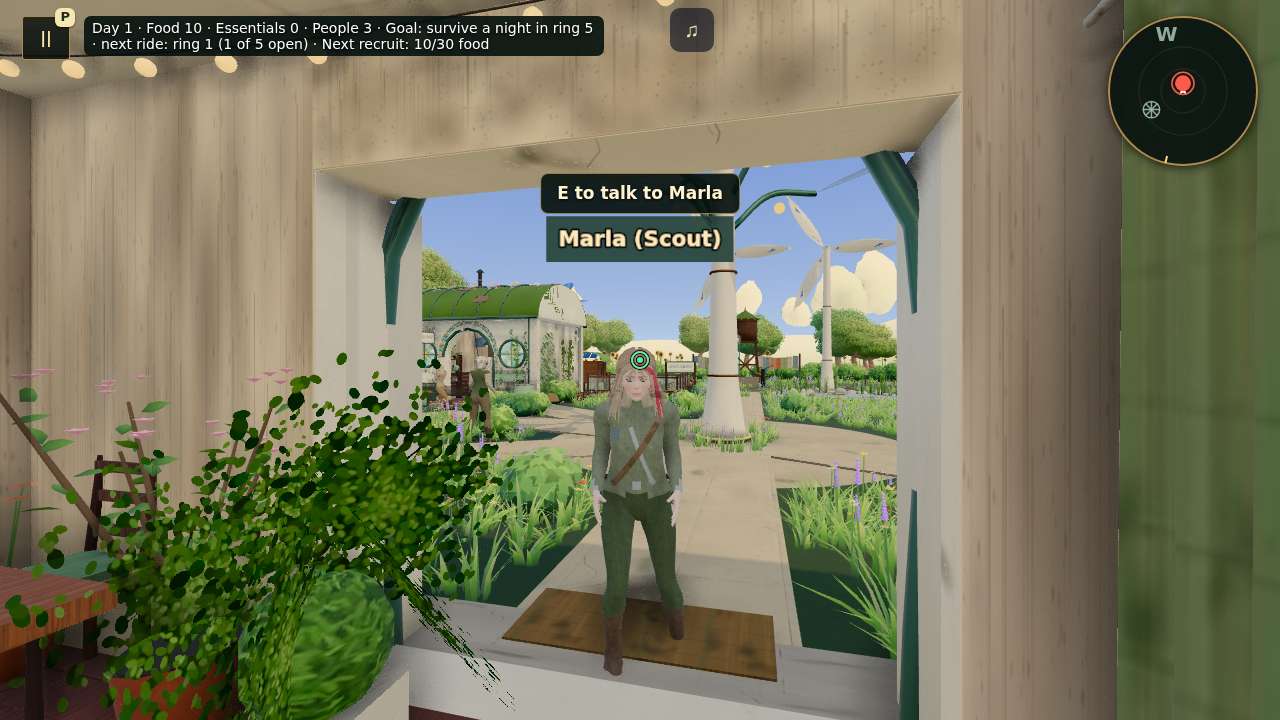 P
Day 1 · Food 10 · Essentials 0 · People 3 · Goal: survive a night in ring 5
· next ride: ring 1 (1 of 5 open) · Next recruit: 10/30 food
W
E to talk to Marla
Marla (Scout)